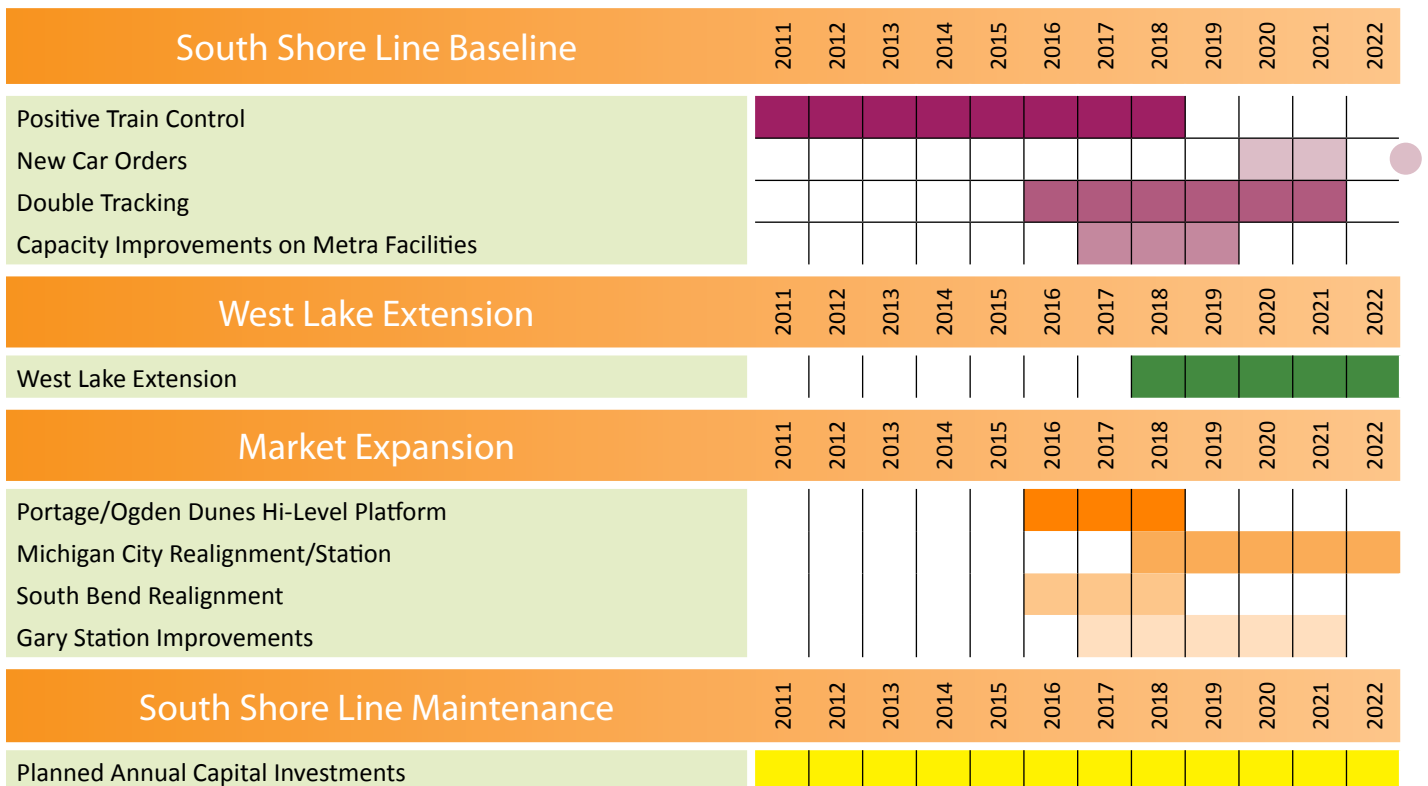 South Shore Line Baseline 2011 2012 2013 2014 2015 2016 2017 2018 2019 2020 2021 2022
Positive Train Control
New Car Orders
Double Tracking
Capacity Improvements on Metra Facilities
West Lake Extension 2011 2012 2013 2014 2015 2016 2017 2018 2019 2020 2021 2022
West Lake Extension
Market Expansion 2011 2012 2013 2014 2015 2016 2017 2018 2019 2020 2021 2022
Portage/Ogden Dunes Hi-Level Platform
Michigan City Realignment/Station
South Bend Realignment
Gary Station Improvements
South Shore Line Maintenance 2011 2012 2013 2014 2015 2016 2017 2018 2019 2020 2021 2022
Planned Annual Capital Investments